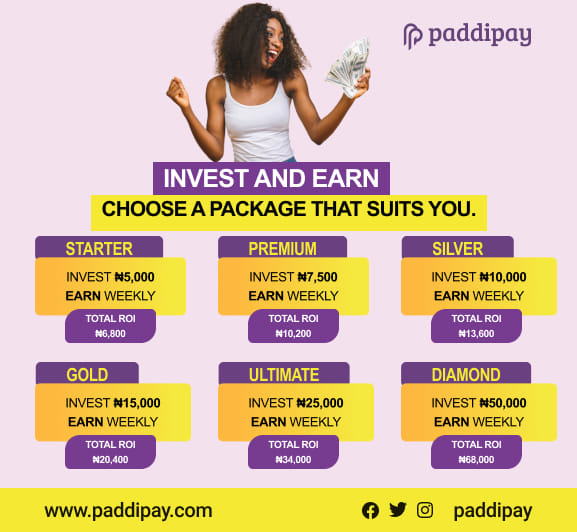 paddipay
INVEST AND EARN
CHOOSE A PACKAGE THAT SUITS YOU.
STARTER
INVEST ₦5,000
EARN WEEKLY
TOTAL ROI
₦6,800
PREMIUM
INVEST ₦7,500
EARN WEEKLY
TOTAL ROI
₦10,200
SILVER
INVEST ₦10,000
EARN WEEKLY
TOTAL ROI
₦13,600
GOLD
INVEST ₦15,000
EARN WEEKLY
TOTAL ROI
₦20,400
ULTIMATE
INVEST ₦25,000
EARN WEEKLY
TOTAL ROI
₦34,000
DIAMOND
INVEST ₦50,000
EARN WEEKLY
TOTAL ROI
₦68,000
www.paddipay.com
paddipay